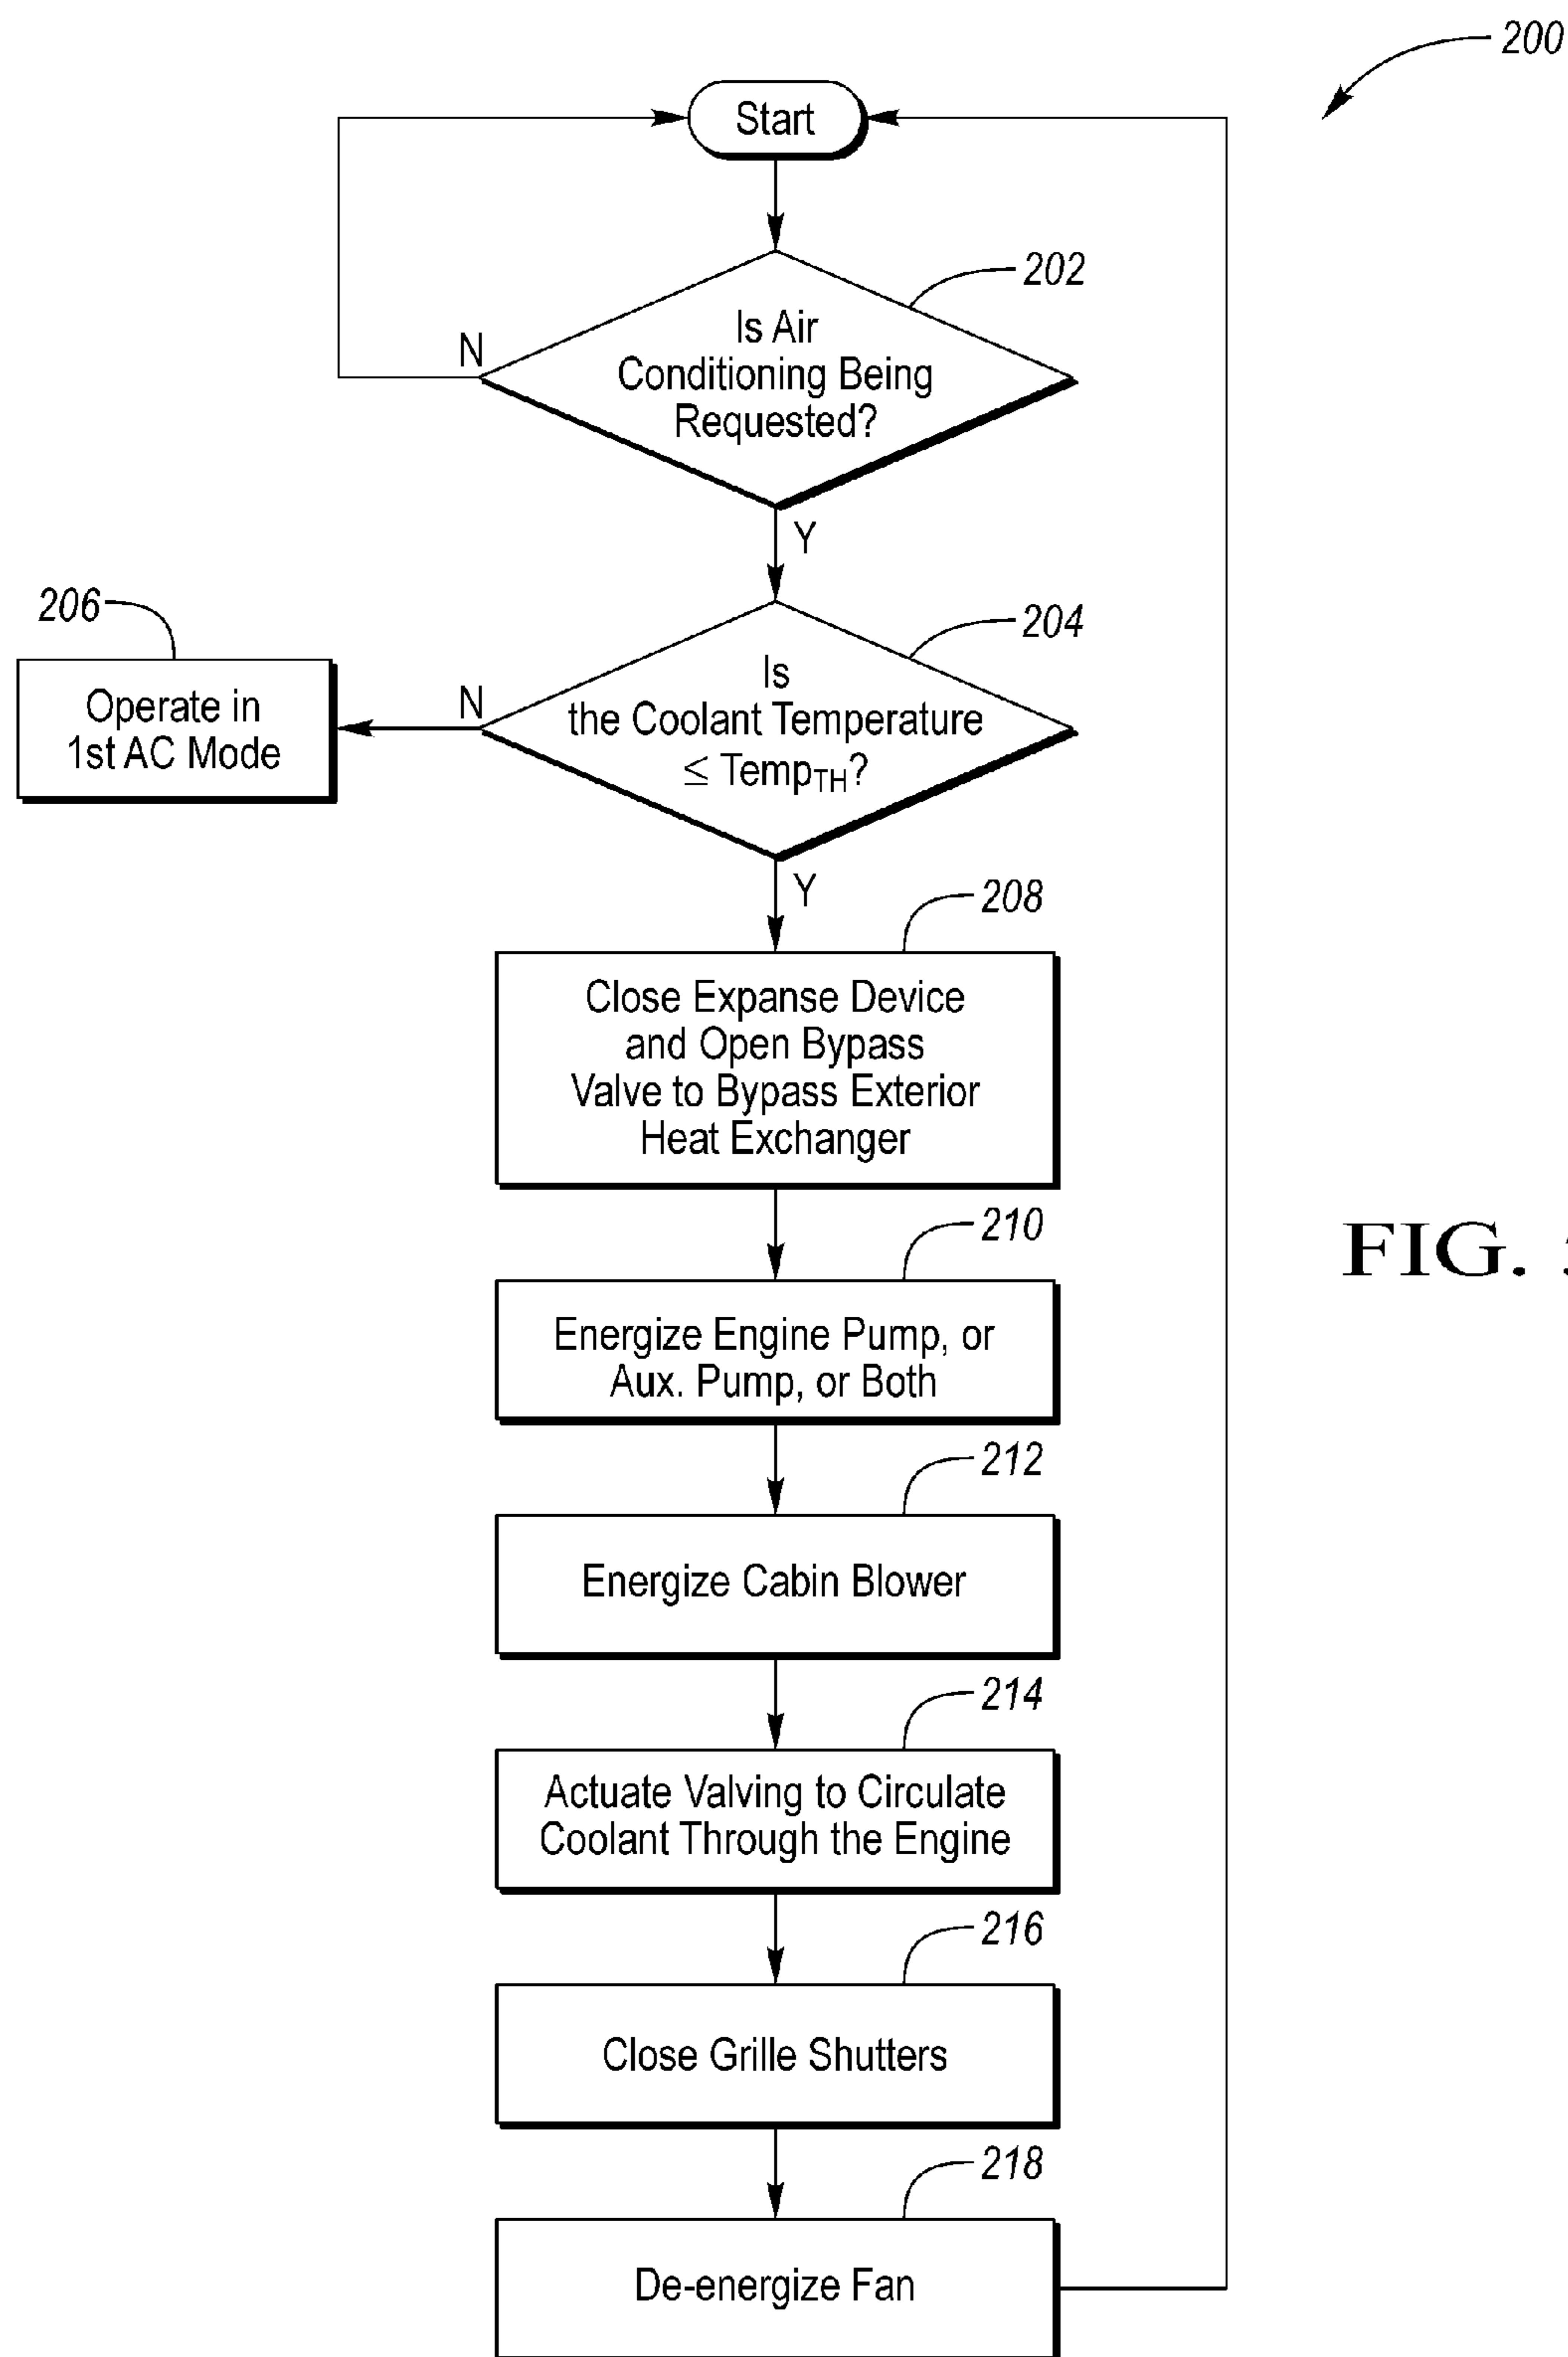 200
Start
202
Is Air
Conditioning Being
Requested?
N
Y
206
204
Operate in
1st AC Mode
N
Is
the Coolant Temperature
≤ TempTH?
Y
208
Close Expanse Device
and Open Bypass
Valve to Bypass Exterior
Heat Exchanger
210
FIG.
Energize Engine Pump, or
Aux. Pump, or Both
212
Energize Cabin Blower
214
Actuate Valving to Circulate
Coolant Through the Engine
216
Close Grille Shutters
218
De-energize Fan